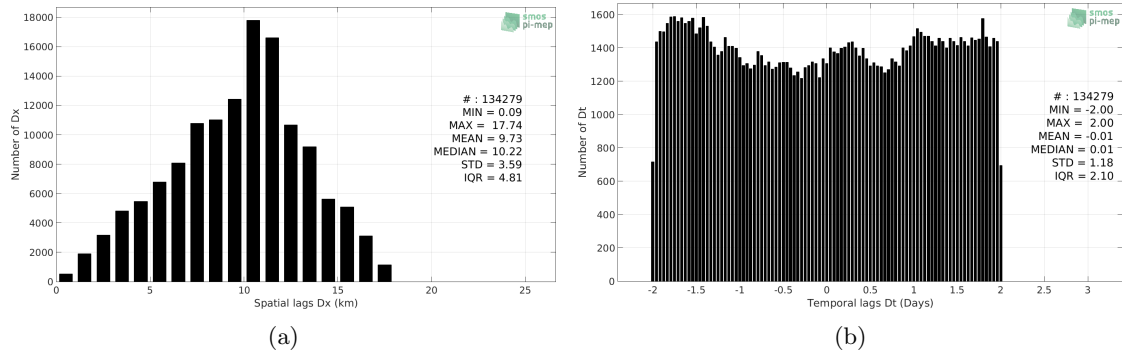 18000
16000
14000
12000
10000
8000
6000
4000
2000
0
Number of Dx
smos
pi-mep
# : 134279
MIN = 0.09
MAX = 17.74
MEAN = 9.73
MEDIAN = 10.22
STD = 3.59
IQR = 4.81
0 5 10 15 20 25
Spatial lags Dx (km)
(a)
1600
1400
1200
1000
800
600
400
200
0
Number of Dt
smos
pi-mep
# : 134279
MIN = -2.00
MAX = 2.00
MEAN = -0.01
MEDIAN = 0.01
STD = 1.18
IQR = 2.10
-2 -1.5 -1 -0.5 0 0.5 1 1.5 2 2.5 3
Temporal lags Dt (Days)
(b)